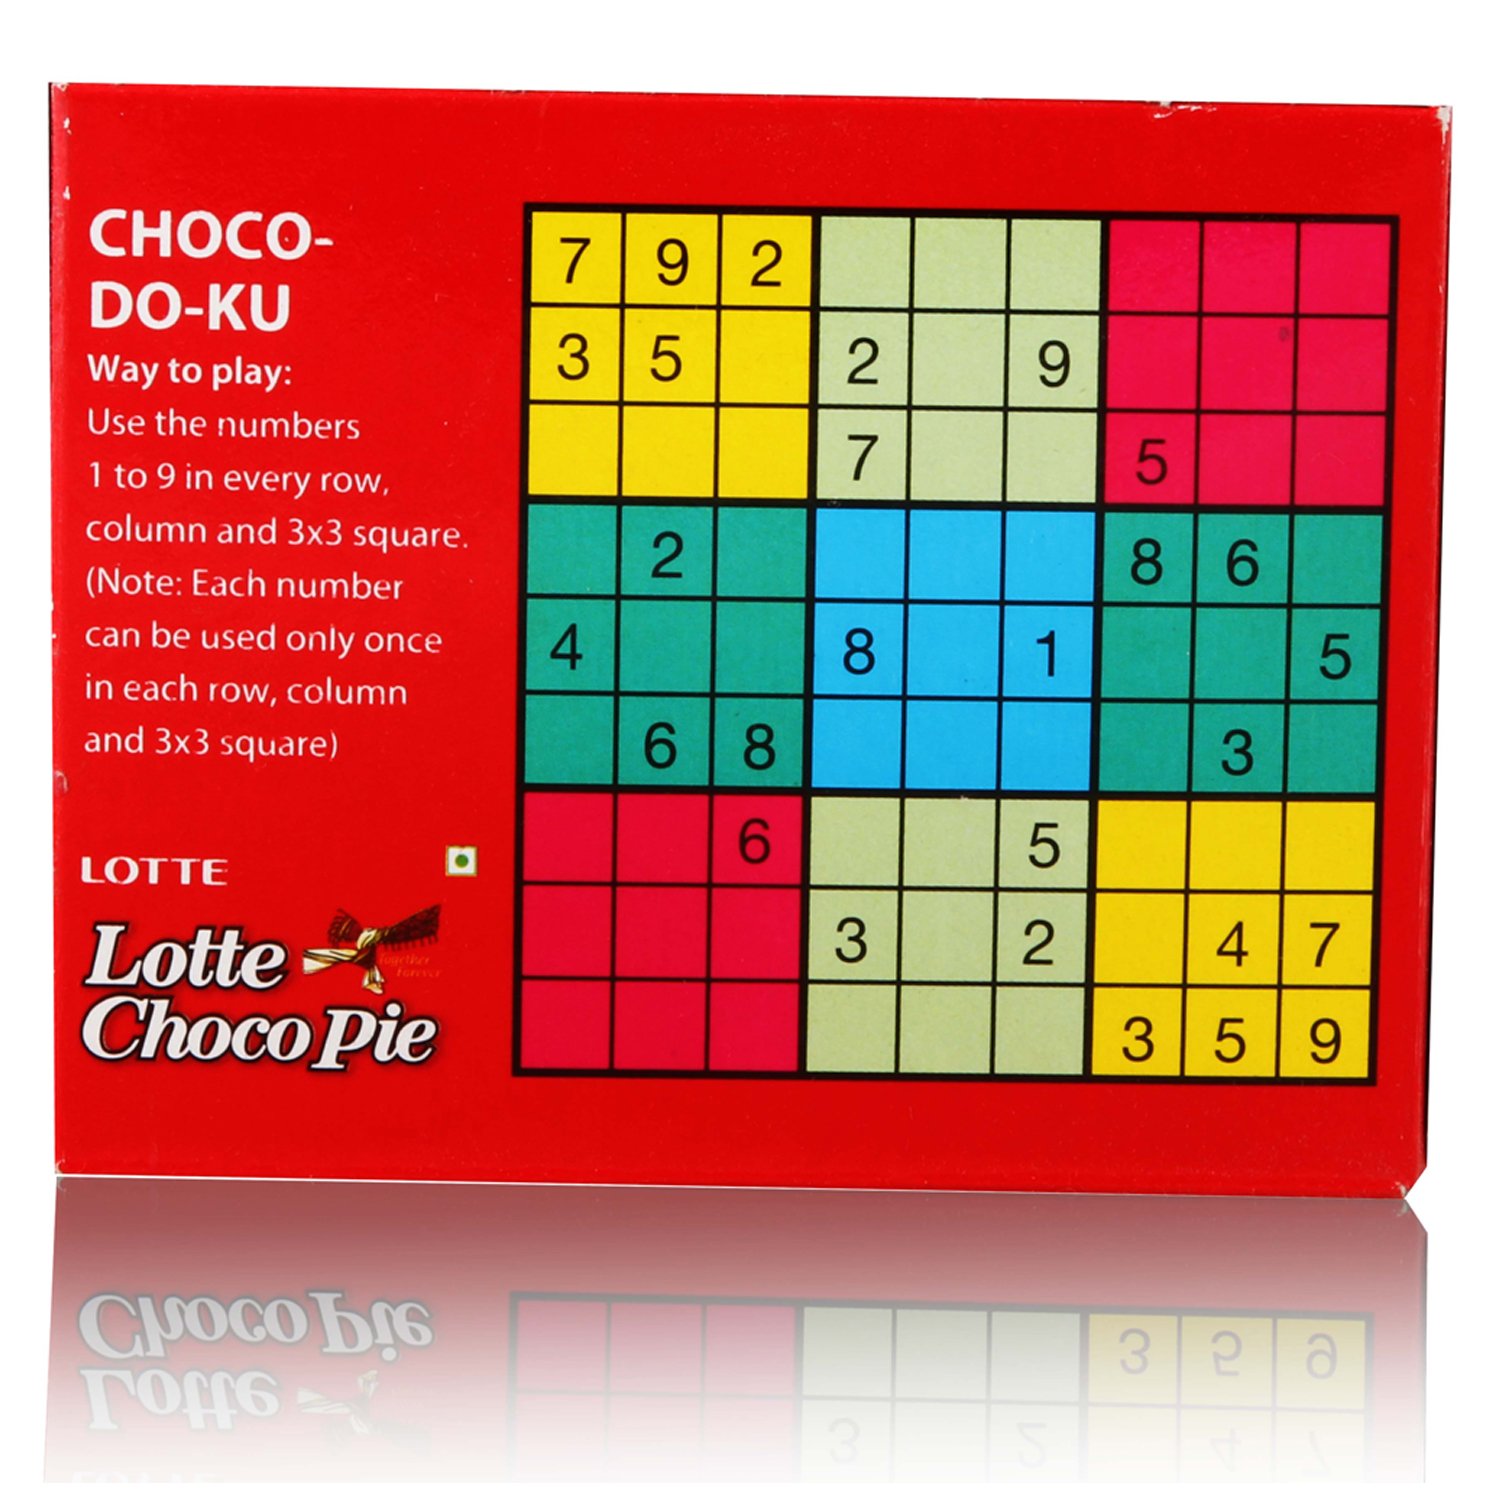 CHOCO-
DO-KU
Way to play:
Use the numbers
1 to 9 in every row,
column and 3x3 square.
(Note: Each number
can be used only once
in each row, column
and 3x3 square)
LOTTE
Lotte
Together
Forever
Choco Pie
7 9 2
3 5 2 9
7 5
2 8 6
4 8 1 5
6 8 3
6 5
3 2 4 7
3 5 9